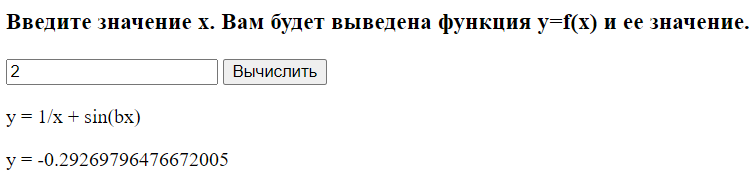 Введите значение x. Вам будет выведена функция y=f(x) и ее значение.
2 Вычислить
y = 1/x + sin(bx)
y = -0.29269796476672005